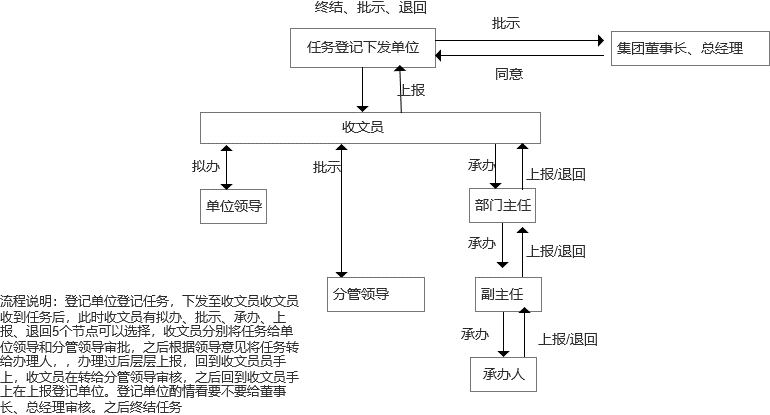 终结、批示、退回
批示
任务登记下发单位
集团董事长、总经理
同意
上报
收文员
拟办
批示
承办
上报/退回
单位领导
部门主任
承办
上报/退回
分管领导
副主任
承办
上报/退回
承办人
流程说明：登记单位登记任务，下发至收文员收文员
收到任务后，此时收文员有拟办、批示、承办、上
报、退回5个节点可以选择，收文员分别将任务给单
位领导和分管领导审批，之后根据领导意见将任务转
给办理人，，办理过后层层上报，回到收文员员手
上，收文员在转给分管领导审核，之后回到收文员手
上在上报登记单位。登记单位酌情看要不要给董事
长、总经理审核。之后终结任务